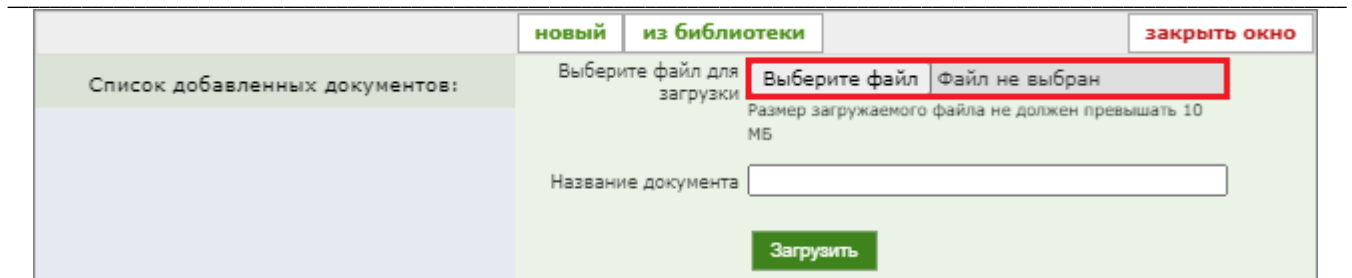 новый из библиотеки закрыть окно
Список добавленных документов:
Выберите файл для загрузки
Выберите файл Файл не выбран
Размер загружаемого файла не должен превышать 10
МБ
Название документа
Загрузить